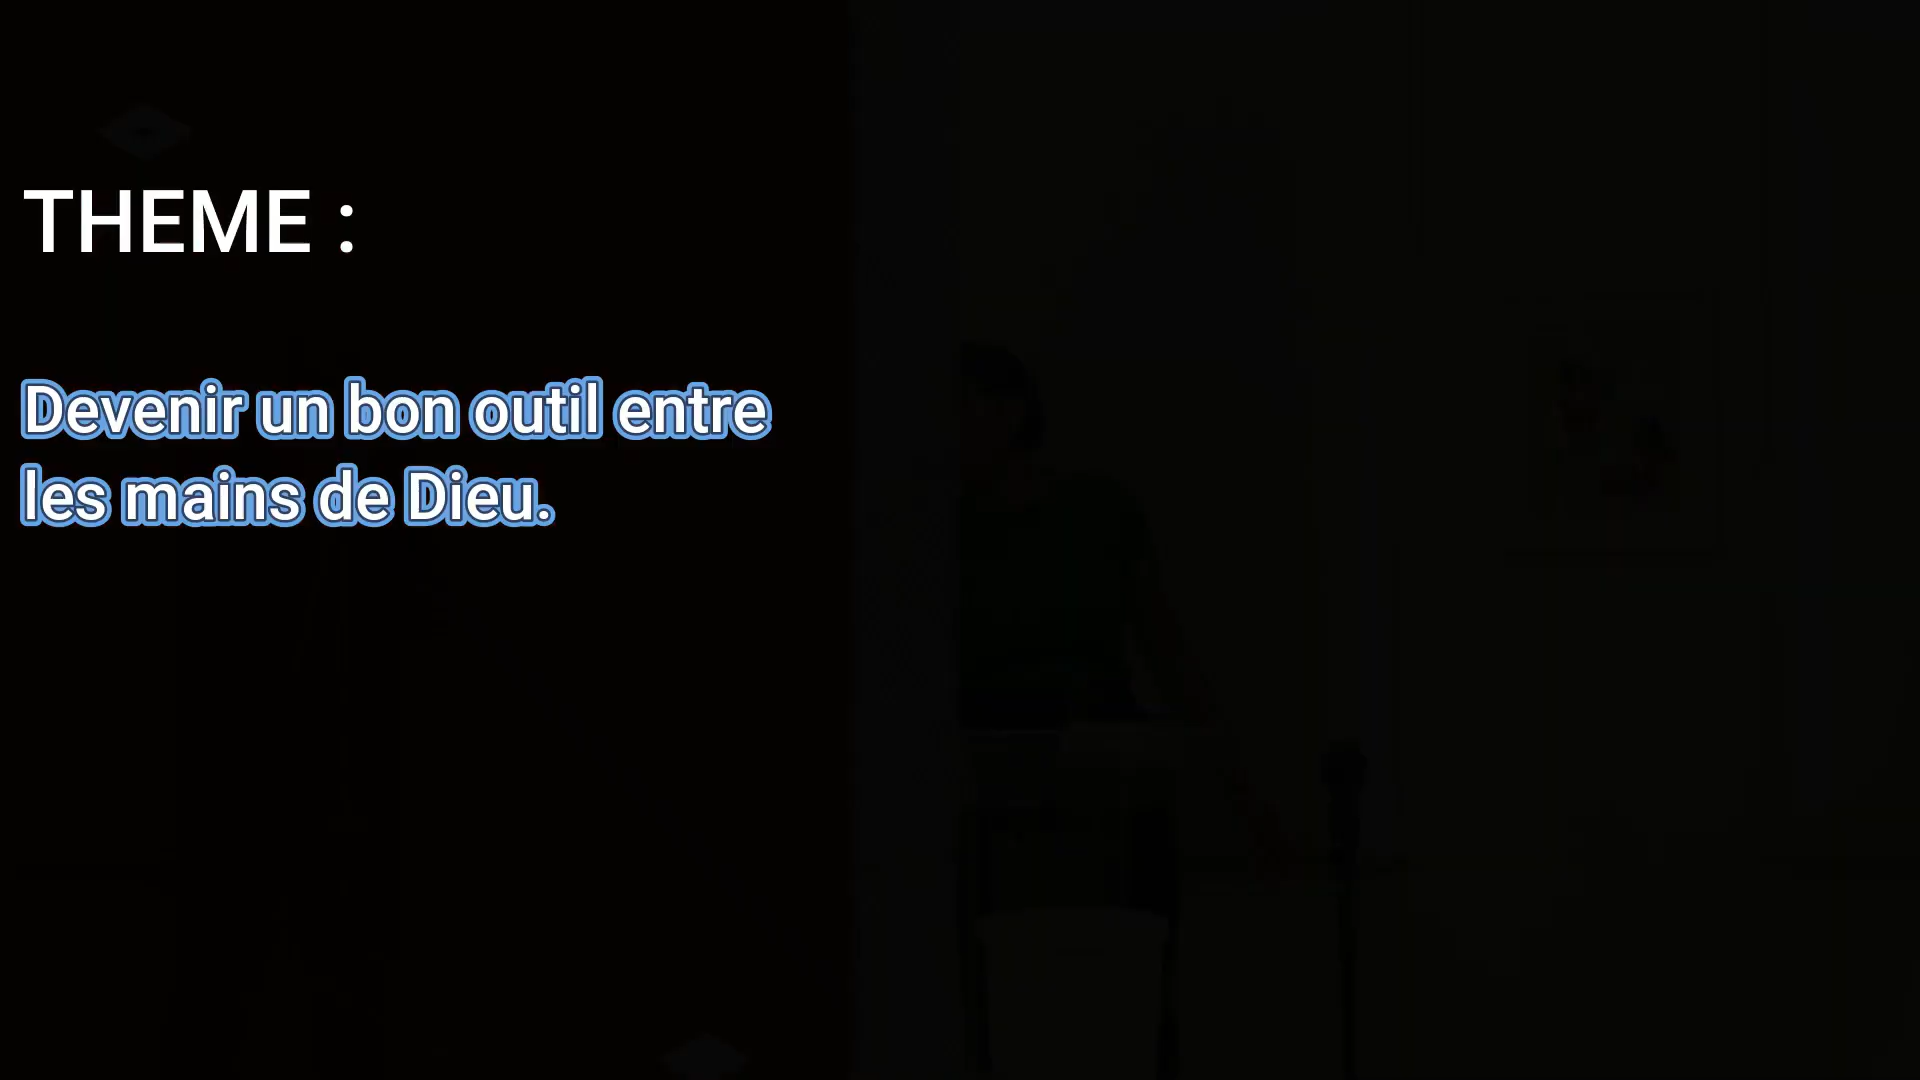 THEME :
Devenir un bon outil entre
les mains de Dieu.